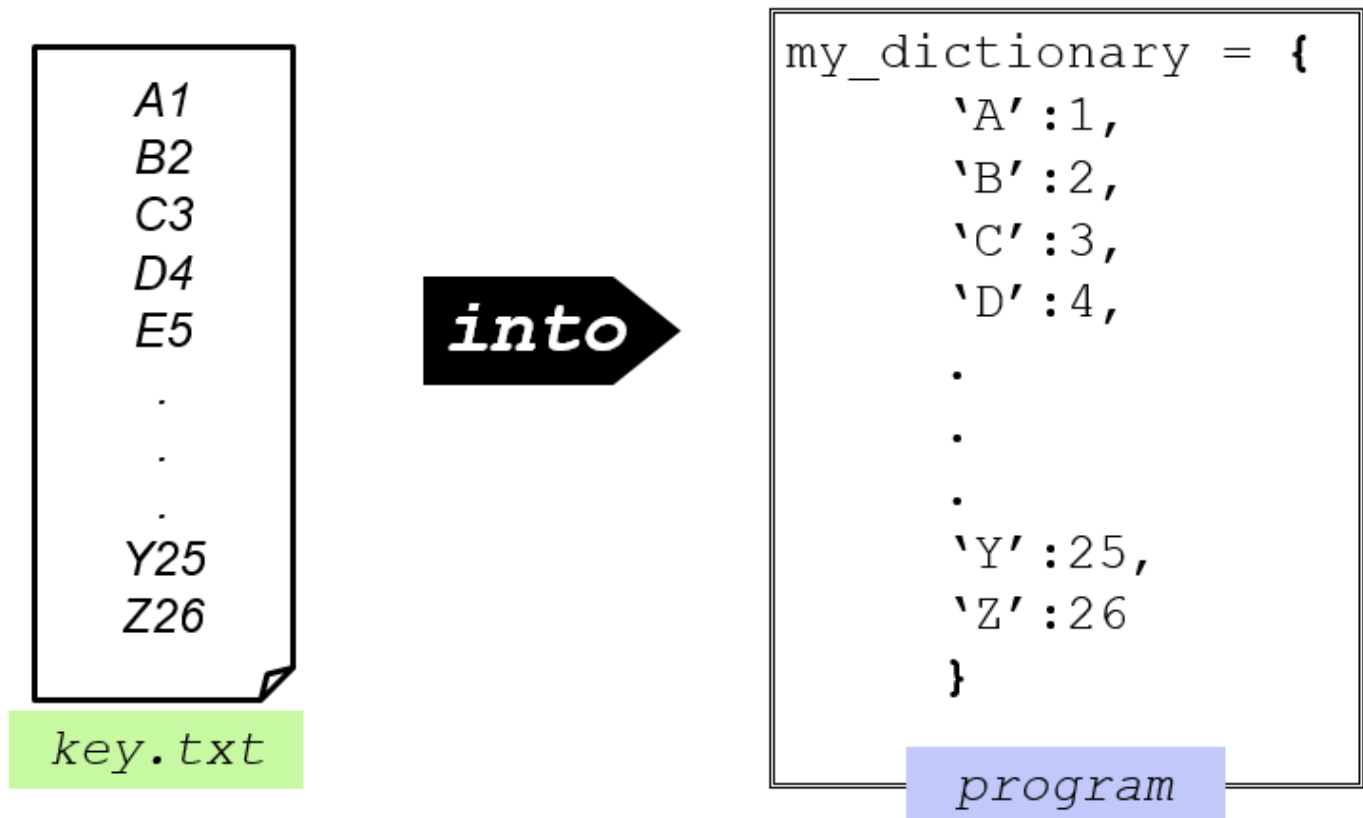 A1
B2
C3
D4
E5
.
.
.
Y25
Z26
key.txt
into
my_dictionary = {
‘A’:1,
‘B’:2,
‘C’:3,
‘D’:4,
.
.
.
‘Y’:25,
‘Z’:26
}
program